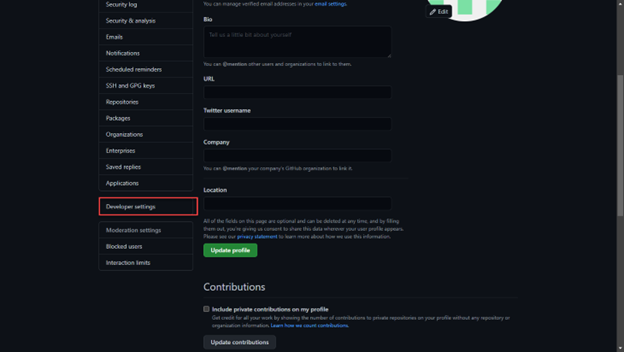 Security log
Security & analysis
Emails
Notifications
Scheduled reminders
SSH and GPG keys
Repositories
Packages
Organizations
Enterprises
Saved replies
Applications
Developer settings
Moderation settings
Blocked users
Interaction limits
You can manage verified email addresses in your email settings.
Edit
Bio
Tell us a little bit about yourself
You can @mention other users and organizations to link to them.
URL
Twitter username
Company
You can @mention your company's GitHub organization to link it.
Location
All of the fields on this page are optional and can be deleted at any time, and by filling
them out, you're giving us consent to share this data wherever your user profile appears.
Please see our privacy statement to learn more about how we use this information.
Update profile
Contributions
Include private contributions on my profile
Get credit for all your work by showing the number of contributions to private repositories on your profile without any repository or
organization information. Learn how we count contributions.
Update contributions